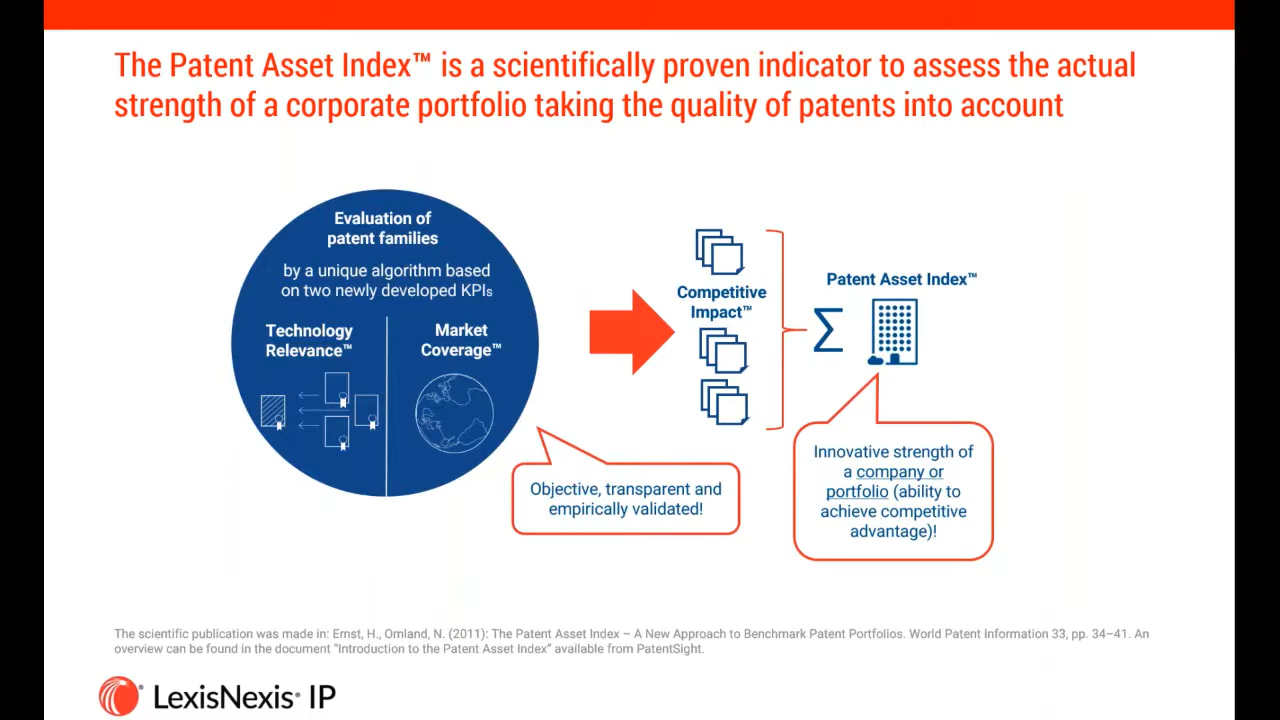 The Patent Asset Index™ is a scientifically proven indicator to assess the actual
strength of a corporate portfolio taking the quality of patents into account
Evaluation of
patent families
by a unique algorithm based
on two newly developed KPIs
Technology
Relevance™
Market
Coverage™
Objective, transparent and
empirically validated!
Competitive
Impact™
Σ
Patent Asset Index™
Innovative strength of
a company or
portfolio (ability to
achieve competitive
advantage)!
The scientific publication was made in: Ernst, H., Omland, N. (2011): The Patent Asset Index – A New Approach to Benchmark Patent Portfolios. World Patent Information 33, pp. 34–41. An
overview can be found in the document “Introduction to the Patent Asset Index” available from PatentSight.
LexisNexis® IP